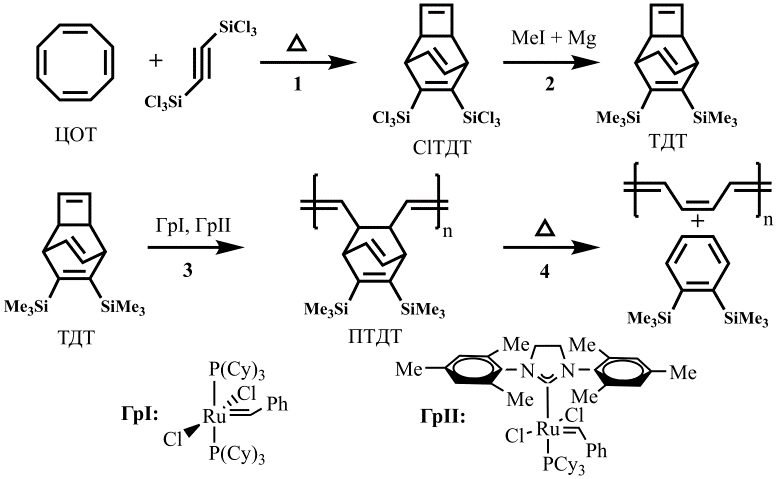 SiCl3
+
Cl3Si
ЦОТ
△
1
Cl3Si
SiCl3
ClТДТ
MeI + Mg
2
Me3Si
SiMe3
ТДТ
Me3Si
SiMe3
ТДТ
ГрI, ГрII
3
n
Me3Si
SiMe3
ПТДТ
△
4
n
+
Me3Si
SiMe3
ГрI:
P(Cy)3
Cl
Ru
Ph
Cl
P(Cy)3
ГрII:
Me
Me
Me
N
N
Me
Me
Me
Cl
Ru
Cl
Ph
PCy3